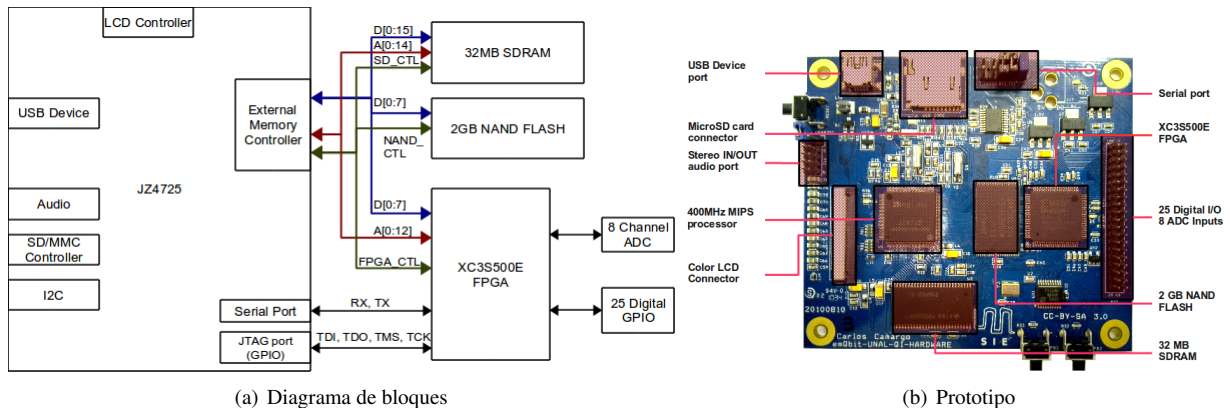 LCD Controller
USB Device
JZ4725
Audio
SD/MMC
Controller
I2C
External
Memory
Controller
Serial Port
JTAG port
(GPIO)
D[0:15]
A[0:14]
SD_CTL
32MB SDRAM
D[0:7]
NAND_
CTL
2GB NAND FLASH
D[0:7]
A[0:12]
FPGA_CTL
XC3S500E
FPGA
RX, TX
TDI, TDO, TMS, TCK
8 Channel
ADC
25 Digital
GPIO
(a) Diagrama de bloques
USB Device
port
MicroSD card
connector
Stereo IN/OUT
audio port
400MHz MIPS
processor
Color LCD
Connector
Serial port
XC3S500E
FPGA
25 Digital I/O
8 ADC Inputs
2 GB NAND
FLASH
32 MB
SDRAM
20100810
CC-BY-SA 3.0
SIE
Carlos Camargo
em0bit-UNAL-QI-HARDWARE
(b) Prototipo